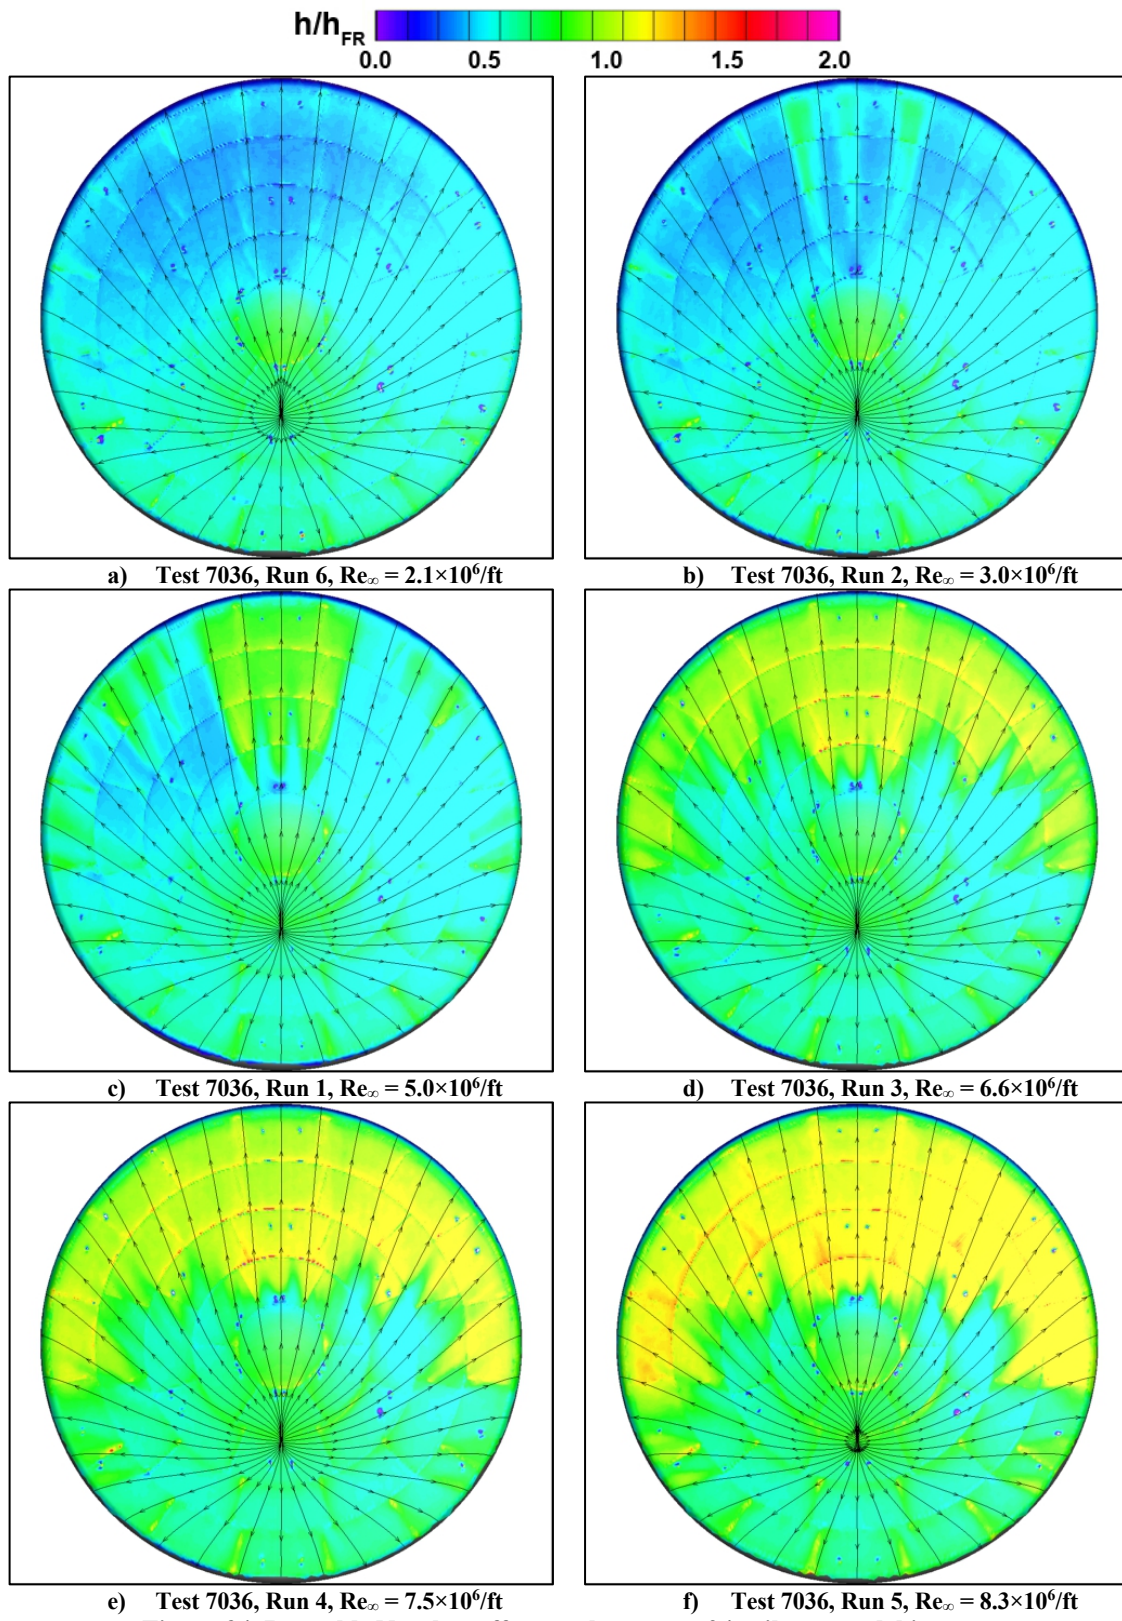 h/hFR
0.0 0.5 1.0 1.5 2.0
a) Test 7036, Run 6, Re∞ = 2.1×10⁶/ft
b) Test 7036, Run 2, Re∞ = 3.0×10⁶/ft
c) Test 7036, Run 1, Re∞ = 5.0×10⁶/ft
d) Test 7036, Run 3, Re∞ = 6.6×10⁶/ft
e) Test 7036, Run 4, Re∞ = 7.5×10⁶/ft
f) Test 7036, Run 5, Re∞ = 8.3×10⁶/ft